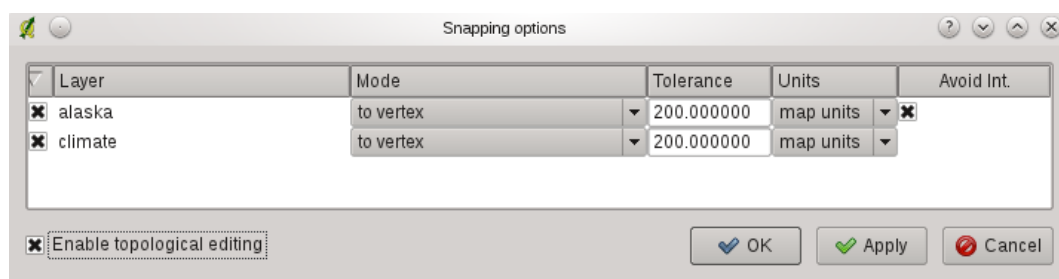 Snapping options
Layer Mode Tolerance Units Avoid Int.
alaska to vertex 200.000000 map units
climate to vertex 200.000000 map units
Enable topological editing OK Apply Cancel